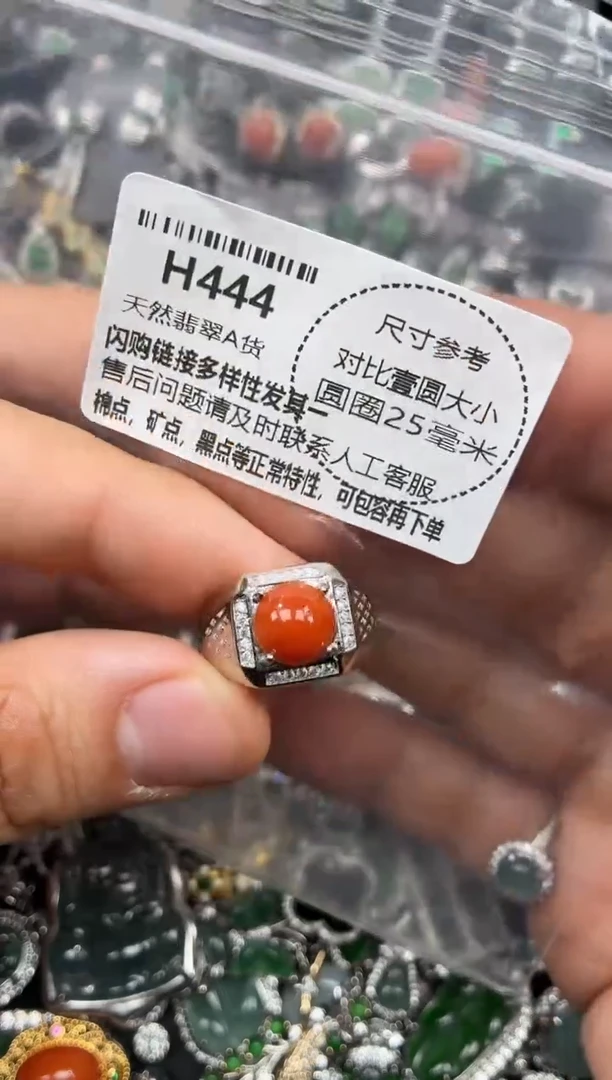 H444
天然翡翠A货
闪购链接多样性发其一
售后问题请及时联系人工客服
棉点，矿点，黑点等正常特性，可包容再下单
尺寸参考
对比壹圆大小
圆圈25毫米